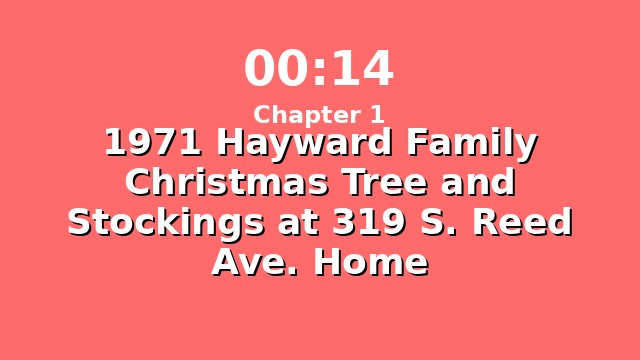 00:14
Chapter 1
1971 Hayward Family
Christmas Tree and
Stockings at 319 S. Reed
Ave. Home